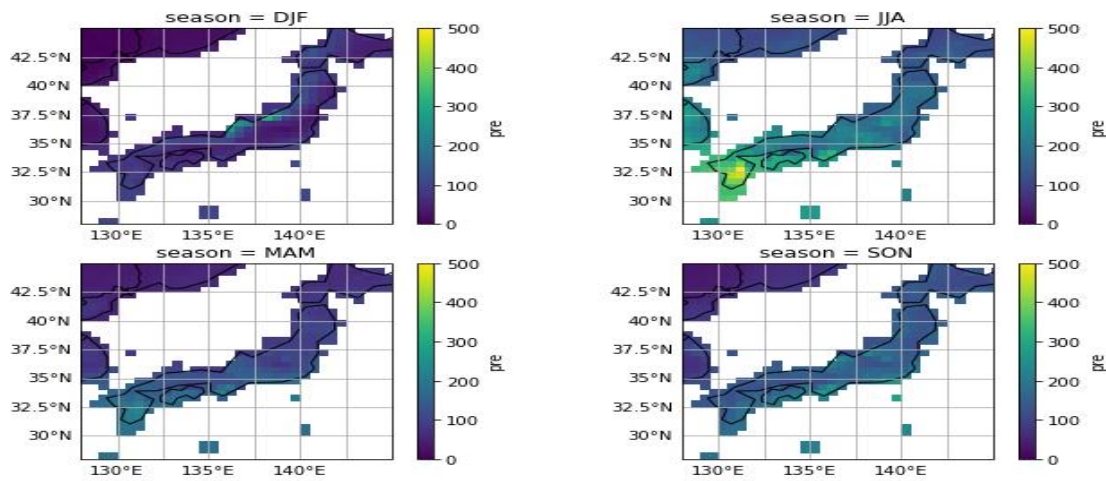 season = DJF
42.5°N
40°N
37.5°N
35°N
32.5°N
30°N
130°E 135°E 140°E
500
400
300
200
100
0
pre
season = JJA
42.5°N
40°N
37.5°N
35°N
32.5°N
30°N
130°E 135°E 140°E
500
400
300
200
100
0
pre
season = MAM
42.5°N
40°N
37.5°N
35°N
32.5°N
30°N
130°E 135°E 140°E
500
400
300
200
100
0
pre
season = SON
42.5°N
40°N
37.5°N
35°N
32.5°N
30°N
130°E 135°E 140°E
500
400
300
200
100
0
pre